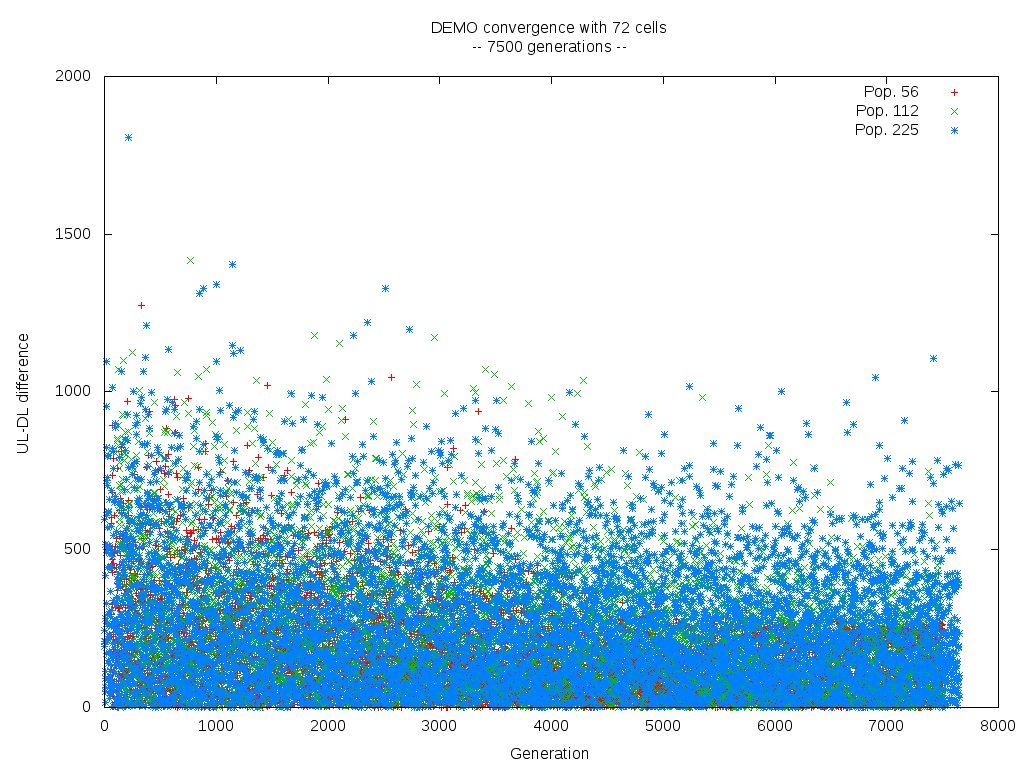 DEMO convergence with 72 cells
-- 7500 generations --
2000
1500
1000
500
0
UL-DL difference
Pop. 56
Pop. 112
Pop. 225
0 1000 2000 3000 4000 5000 6000 7000 8000
Generation